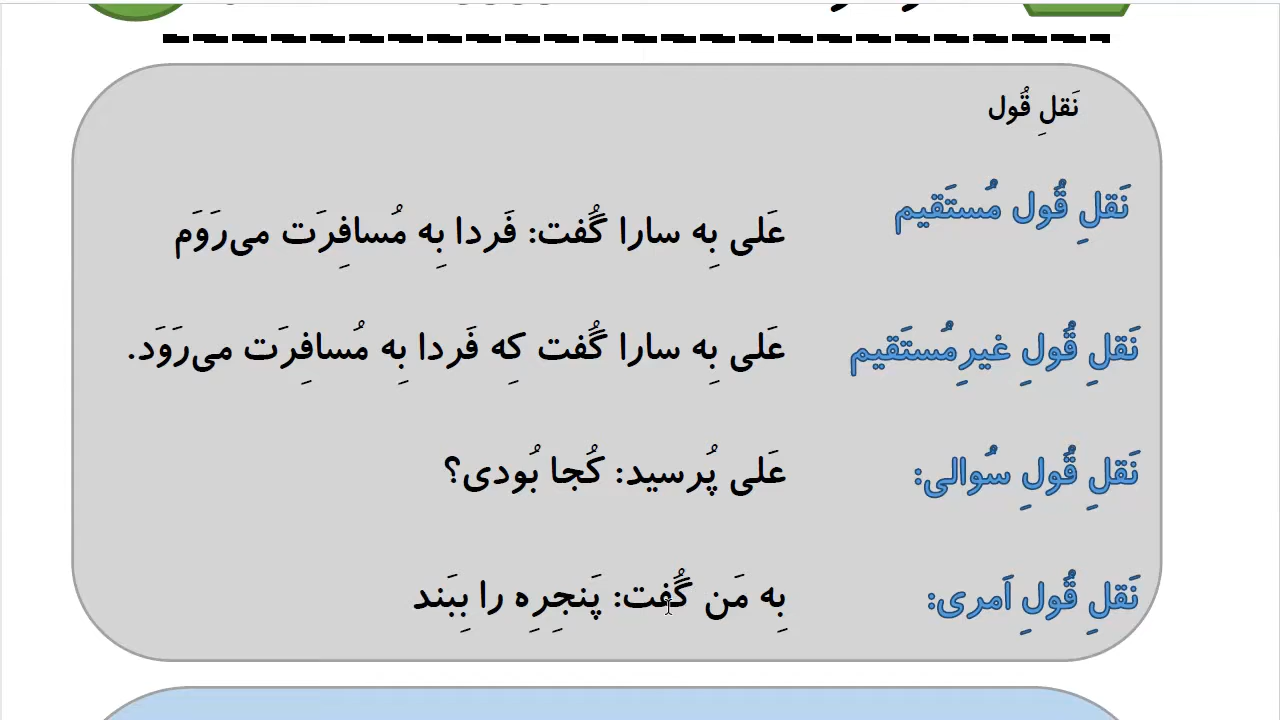 نَقلِ قُول
نَقلِ قُول مُستَقیم
عَلی بِه سارا گُفت: فَردا بِه مُسافِرَت می‌رَوَم
نَقلِ قُولِ غیرِمُستَقیم
عَلی بِه سارا گُفت کِه فَردا بِه مُسافِرَت می‌رَوَد.
نَقلِ قُولِ سُوالی:
عَلی پُرسید: کُجا بُودی؟
نَقلِ قُولِ اَمری:
بِه مَن گُفت: پَنجِرِه را بِبَند